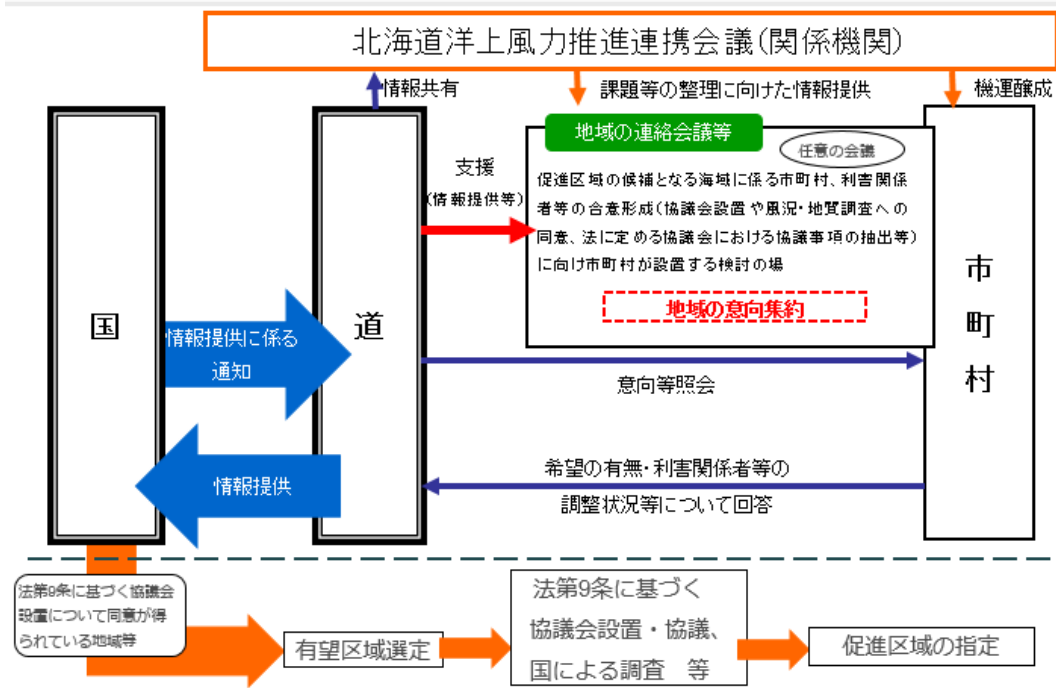 北海道洋上風力推進連携会議(関係機関)
情報共有
課題等の整理に向けた情報提供
機運醸成
国
道
市
町
村
支援
(情報提供等)
地域の連絡会議等
任意の会議
促進区域の候補となる海域に係る市町村、利害関係
者等の合意形成(協議会設置や風況・地質調査への
同意、法に定める協議会における協議事項の抽出等)
に向け市町村が設置する検討の場
地域の意向集約
情報提供に係る
通知
意向等照会
情報提供
希望の有無・利害関係者等の
調整状況等について回答
法第9条に基づく協議会
設置について同意が得
られている地域等
有望区域選定
法第9条に基づく
協議会設置・協議、
国による調査　等
促進区域の指定